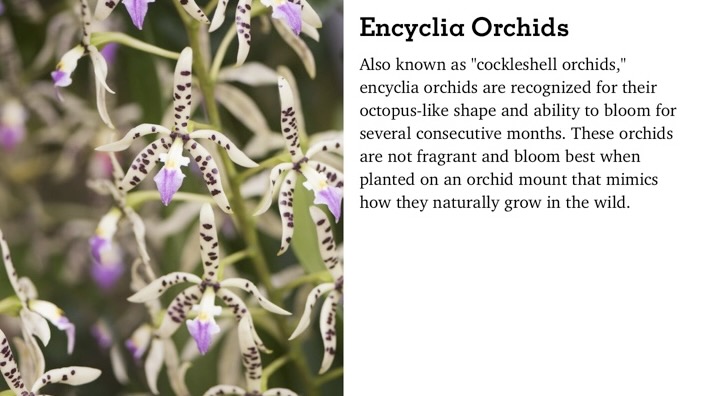 Encyclia Orchids
Also known as "cockleshell orchids,"
encyclia orchids are recognized for their
octopus-like shape and ability to bloom for
several consecutive months. These orchids
are not fragrant and bloom best when
planted on an orchid mount that mimics
how they naturally grow in the wild.